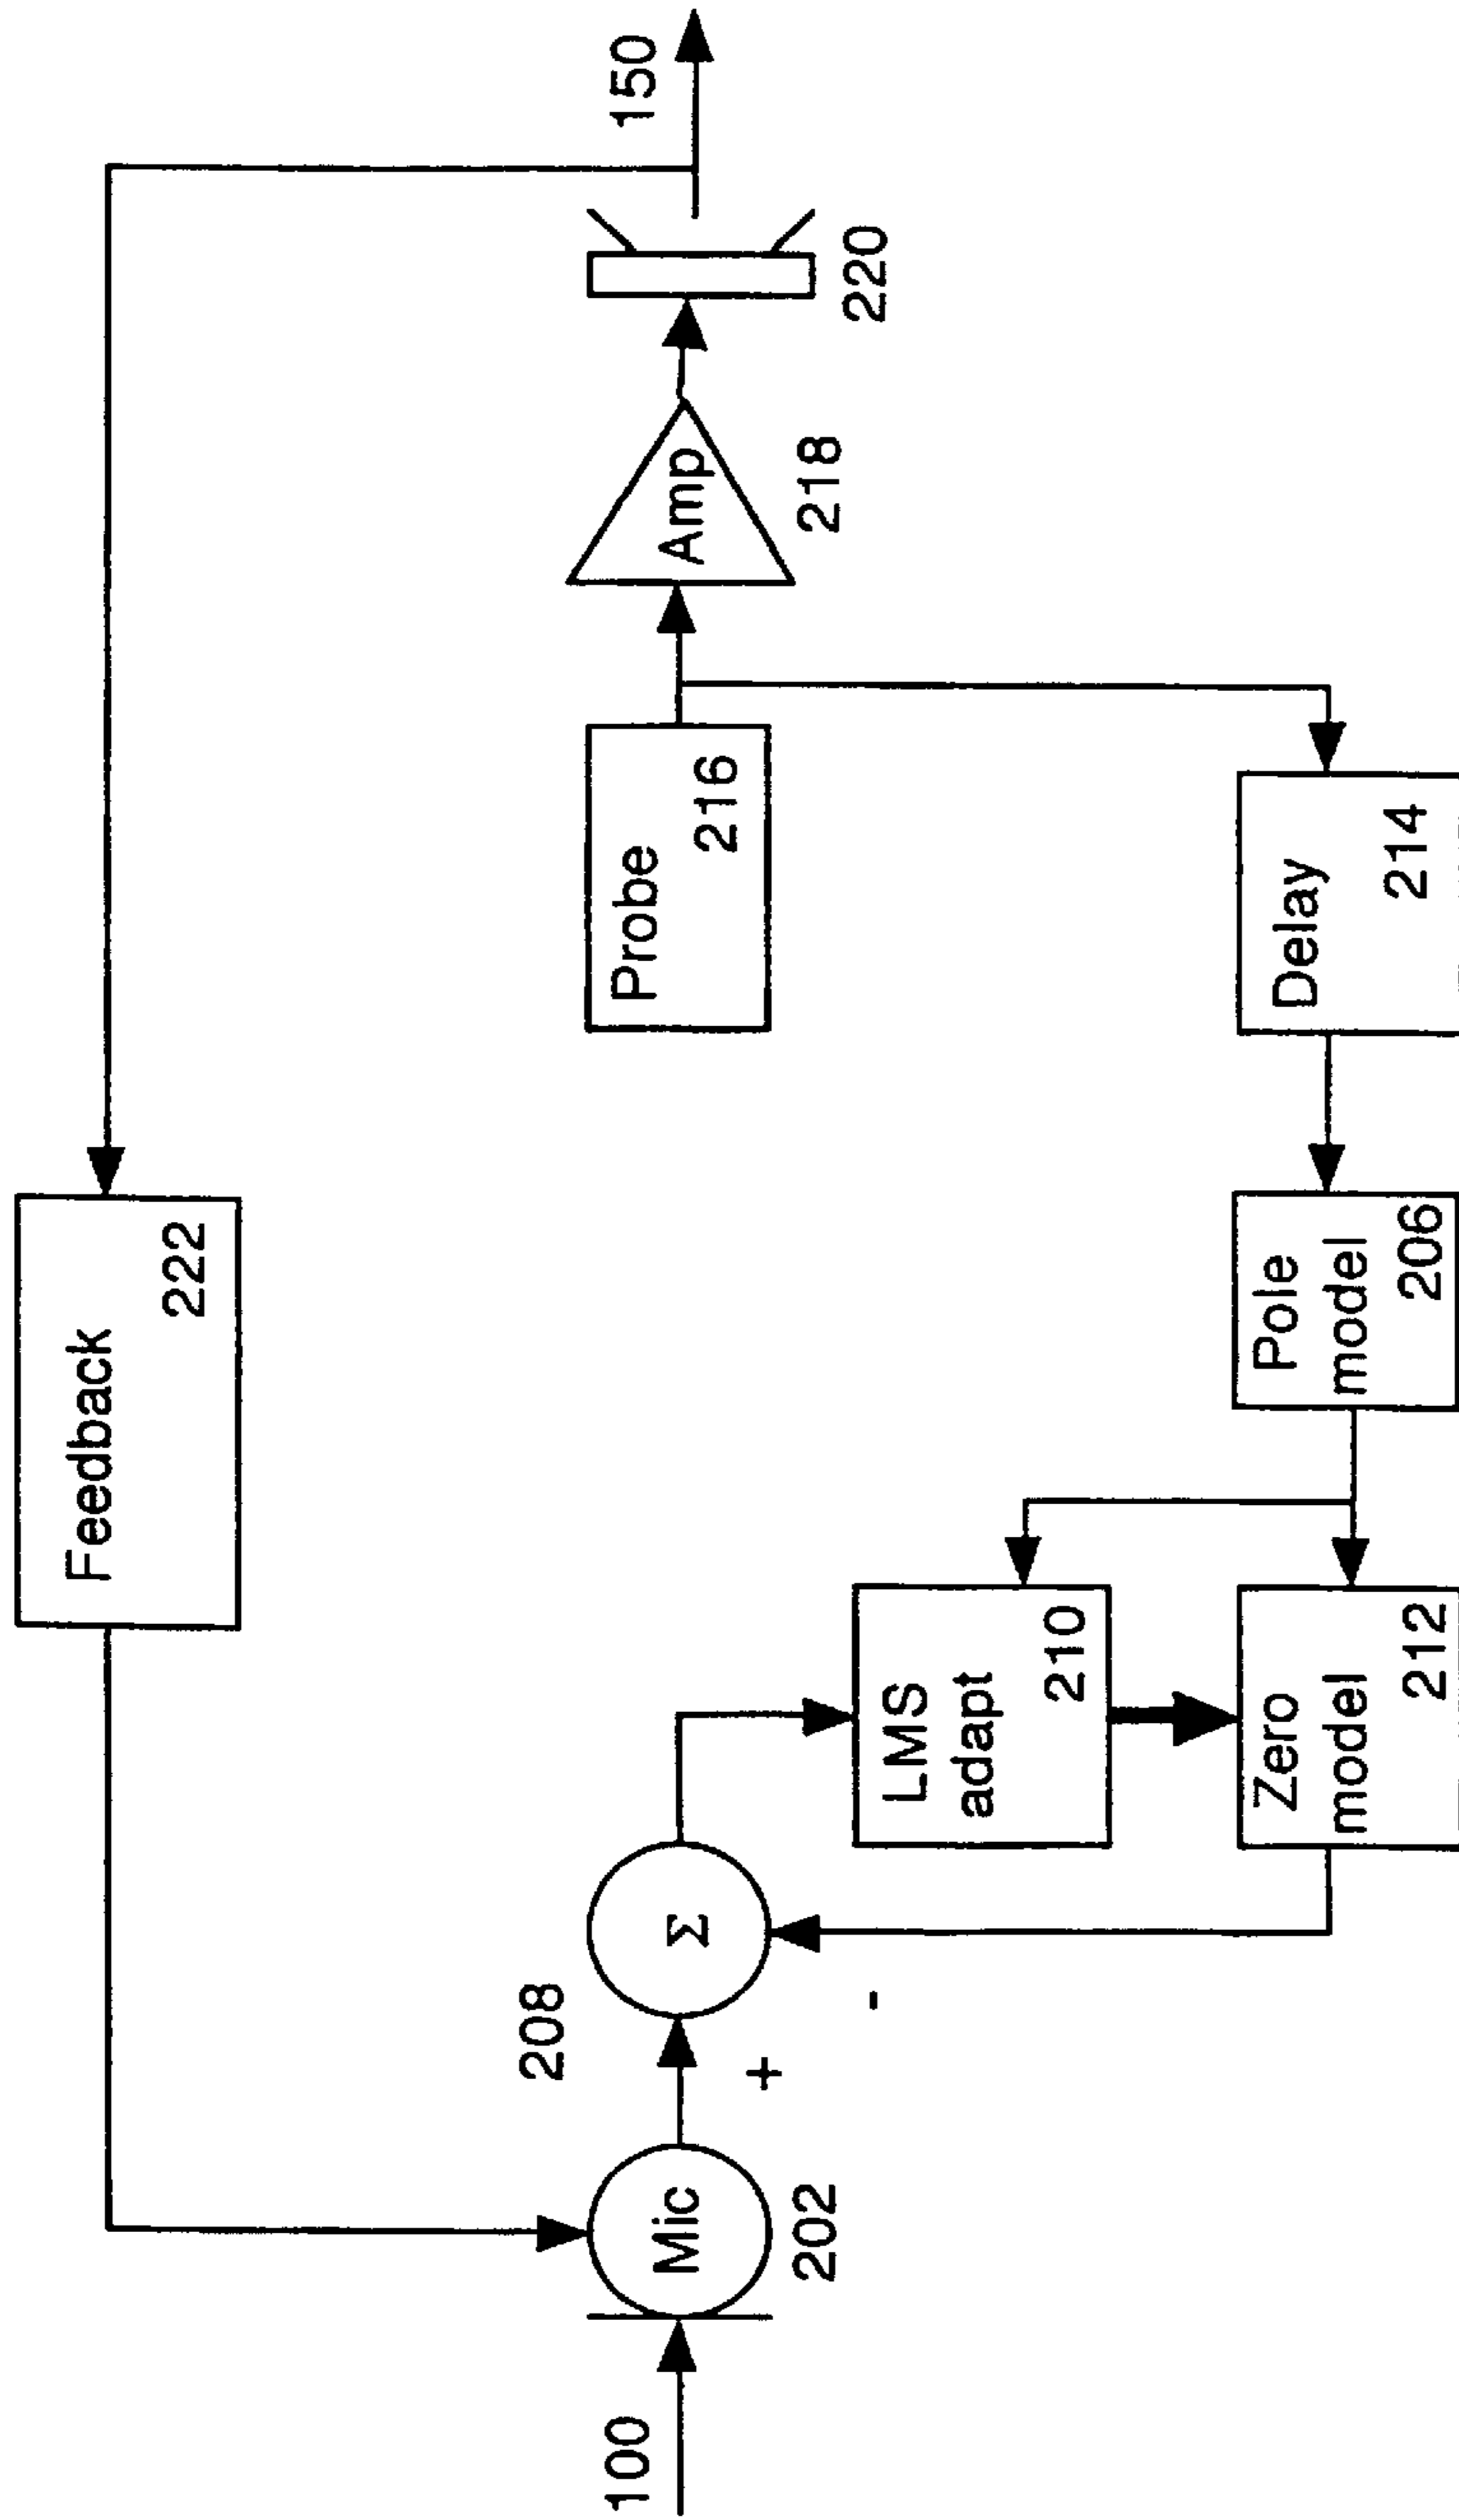 Feedback
222
100
Mic
202
208
+
-
Σ
LMS
adapt
210
Zero
model
212
Pole
model
206
Delay
214
Probe
216
Amp
218
220
150